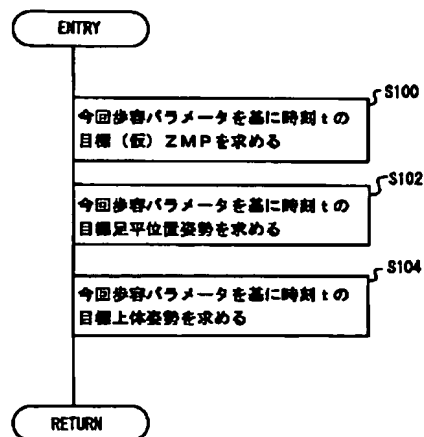 ENTRY
S100
今回歩容パラメータを基に時刻tの
目標(仮)ZMPを求める
S102
今回歩容パラメータを基に時刻tの
目標足平位置姿勢を求める
S104
今回歩容パラメータを基に時刻tの
目標上体姿勢を求める
RETURN